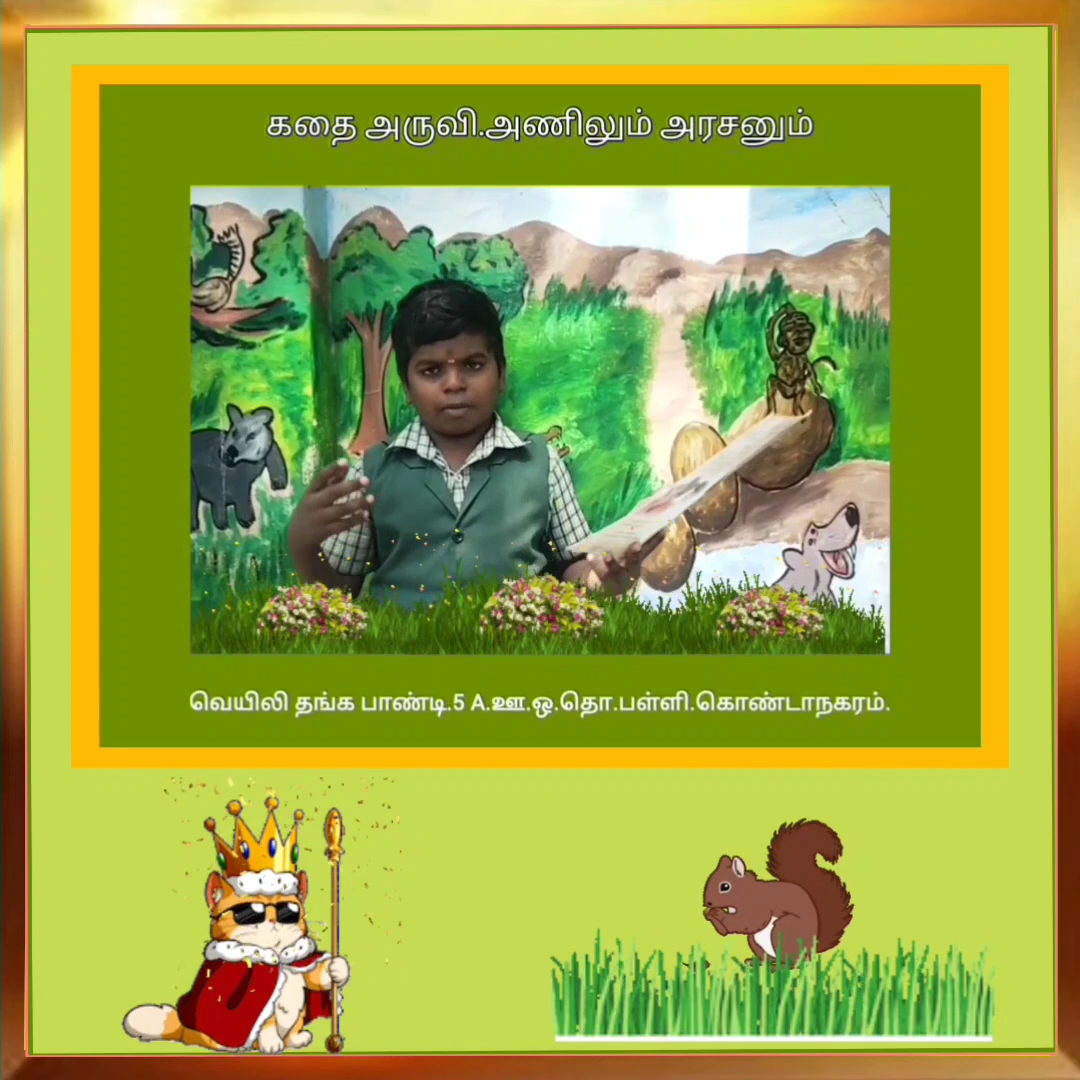 கதை அருவி.அணிலும் அரசனும்
வெயிலி தங்க பாண்டி.5 A.ஊ.ஒ.தொ.பள்ளி.கொண்டாநகரம்.